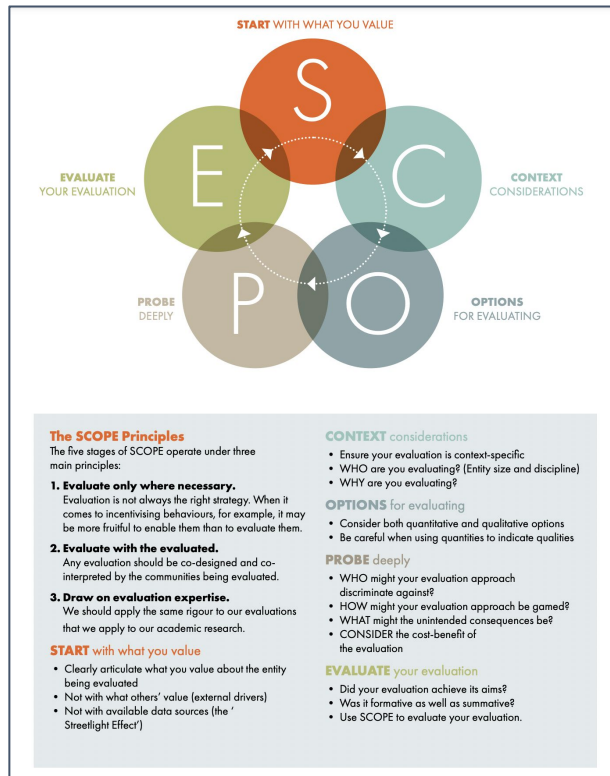 START WITH WHAT YOU VALUE
S
E
C
EVALUATE
YOUR EVALUATION
CONTEXT
CONSIDERATIONS
P
O
PROBE
DEEPLY
OPTIONS
FOR EVALUATING
The SCOPE Principles
The five stages of SCOPE operate under three
main principles:
1. Evaluate only where necessary.
Evaluation is not always the right strategy. When it
comes to incentivising behaviours, for example, it may
be more fruitful to enable them than to evaluate them.
2. Evaluate with the evaluated.
Any evaluation should be co-designed and co-
interpreted by the communities being evaluated.
3. Draw on evaluation expertise.
We should apply the same rigour to our evaluations
that we apply to our academic research.
START with what you value
• Clearly articulate what you value about the entity
being evaluated
• Not with what others' value (external drivers)
• Not with available data sources (the '
Streetlight Effect')
CONTEXT considerations
• Ensure your evaluation is context-specific
• WHO are you evaluating? (Entity size and discipline)
• WHY are you evaluating?
OPTIONS for evaluating
• Consider both quantitative and qualitative options
• Be careful when using quantities to indicate qualities
PROBE deeply
• WHO might your evaluation approach
discriminate against?
• HOW might your evaluation approach be gamed?
• WHAT might the unintended consequences be?
• CONSIDER the cost-benefit of
the evaluation
EVALUATE your evaluation
• Did your evaluation achieve its aims?
• Was it formative as well as summative?
• Use SCOPE to evaluate your evaluation.